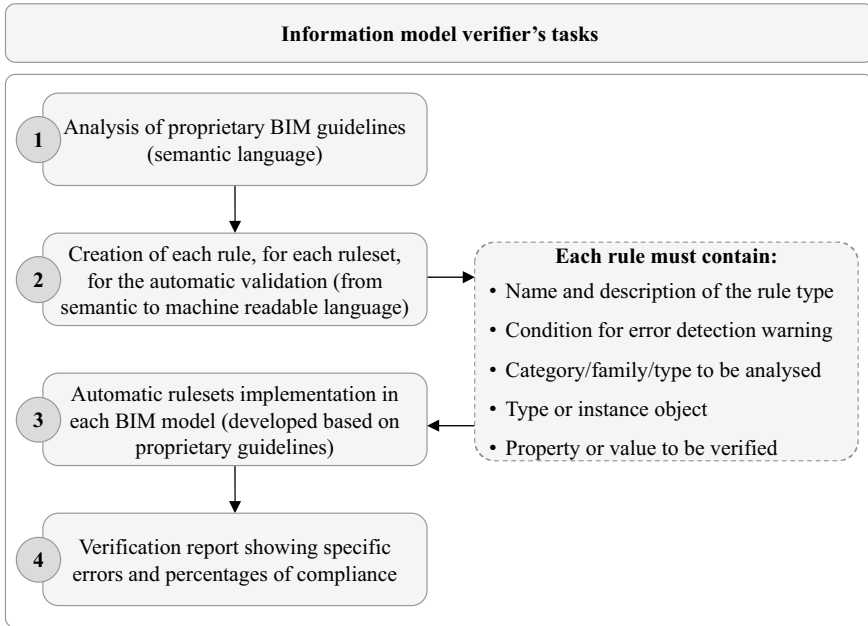 Information model verifier's tasks
1
Analysis of proprietary BIM guidelines
(semantic language)
2
Creation of each rule, for each ruleset,
for the automatic validation (from
semantic to machine readable language)
Each rule must contain:
• Name and description of the rule type
• Condition for error detection warning
• Category/family/type to be analysed
• Type or instance object
• Property or value to be verified
3
Automatic rulesets implementation in
each BIM model (developed based on
proprietary guidelines)
4
Verification report showing specific
errors and percentages of compliance